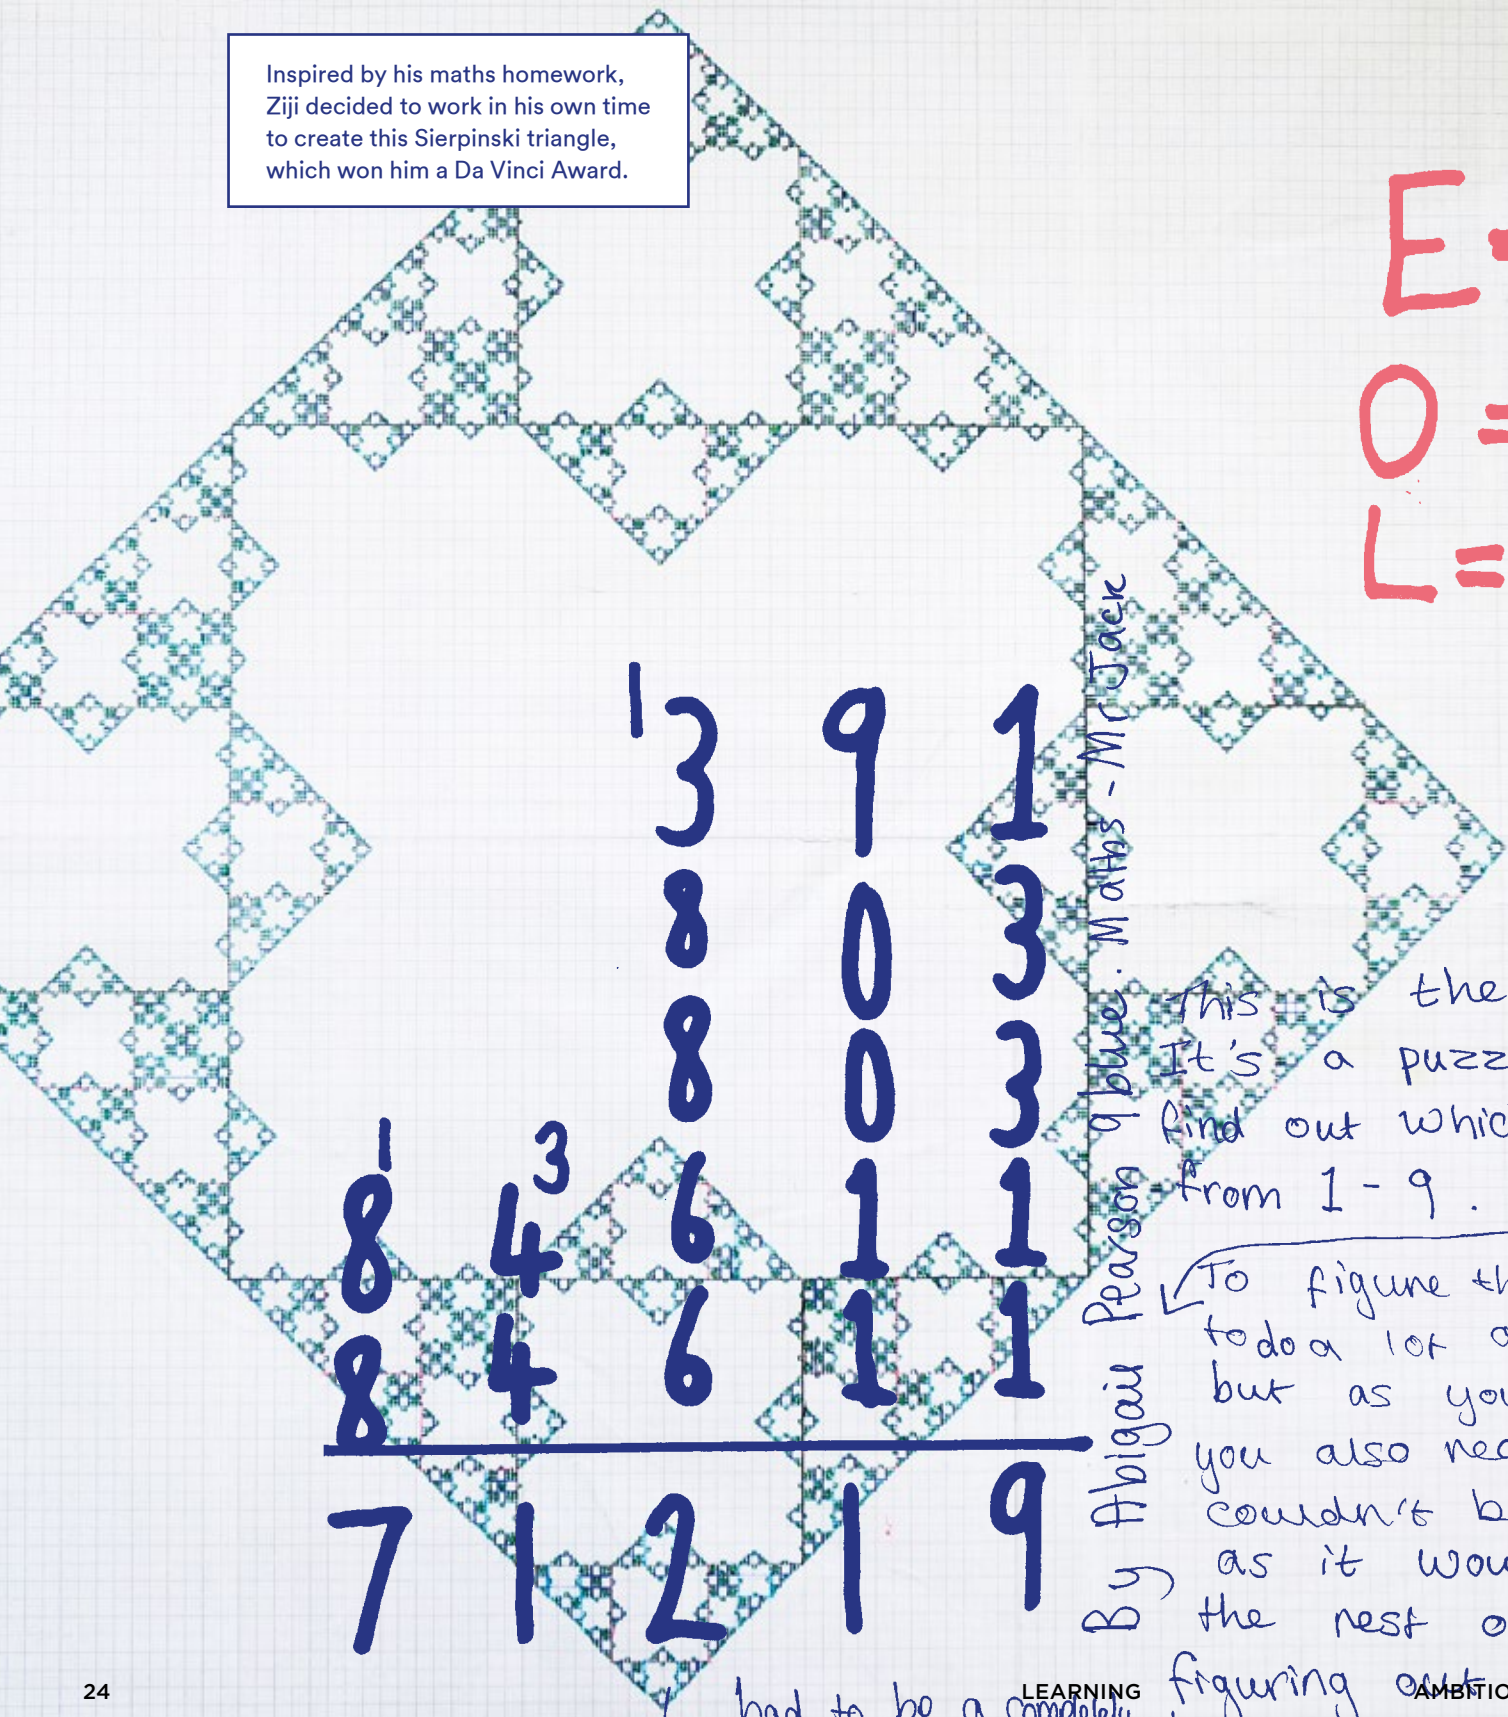 Inspired by his maths homework,
Ziji decided to work in his own time
to create this Sierpinski triangle,
which won him a Da Vinci Award.
E
O =
L =
1
3 9 1
8 0 3
8 0 3
1 3
8 4 6 1 1
8 4 6 1 1
7 1 2 1 9
By Abigail Pearson 9 blue. Maths - Mr Jack
This is the
It's a puzz
find out whic
from 1 - 9 .
To figure th
to do a lot
but as you
you also nee
couldn't b
as it wou
the rest o
figuring out
had to be a completely
24
LEARNING
AMBITIO